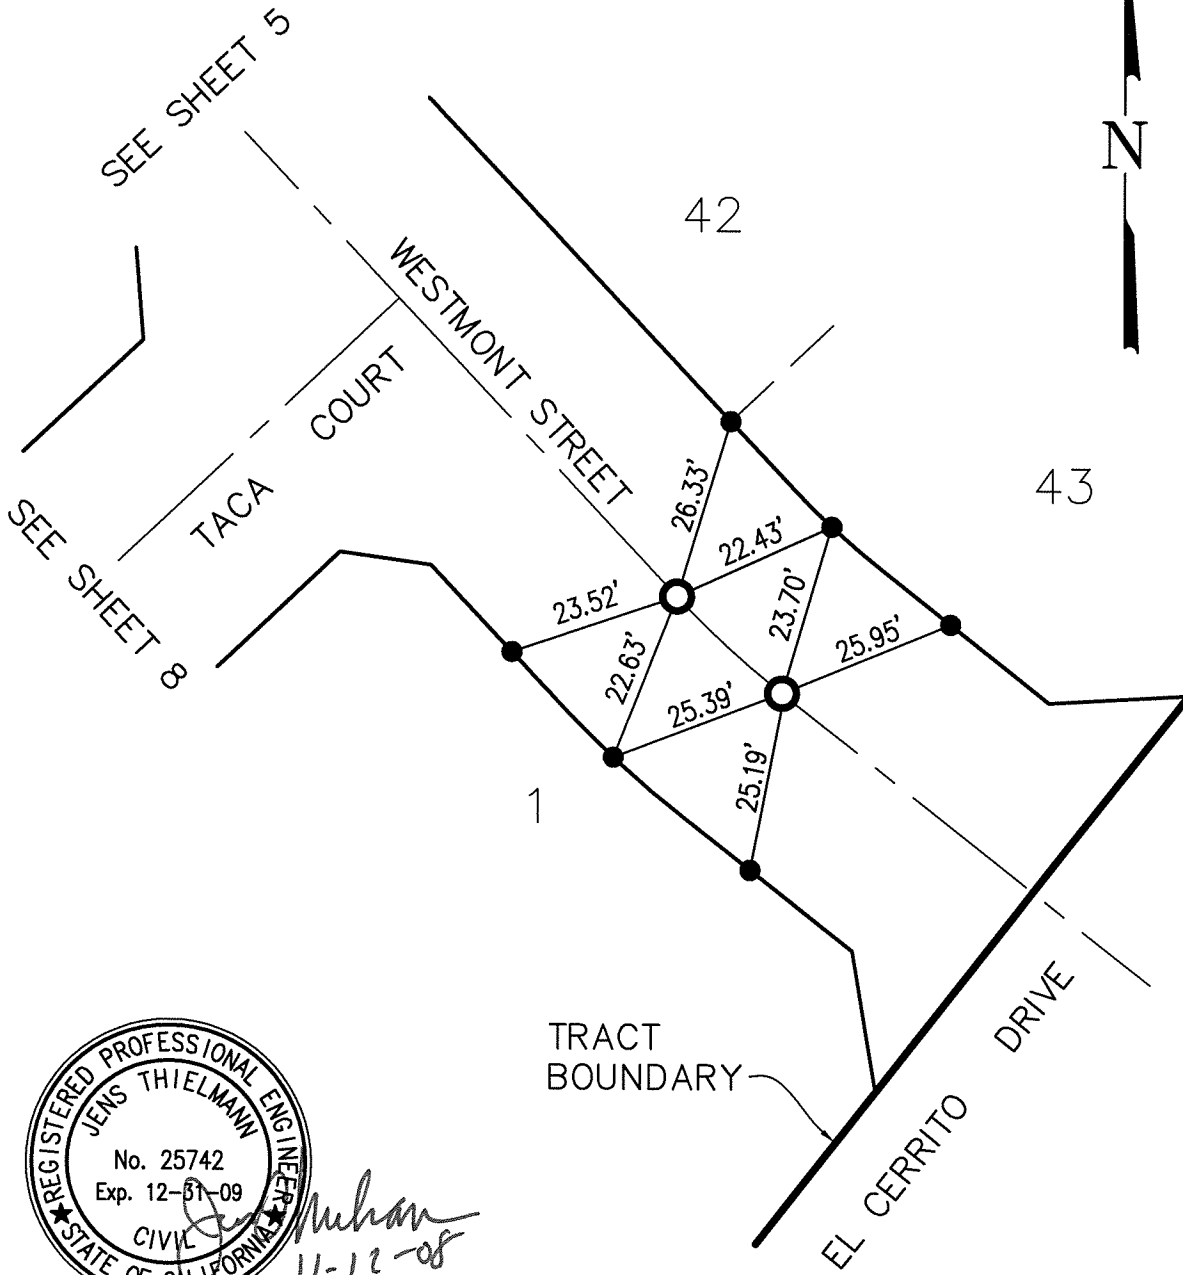 SEE SHEET 5
N
42
WESTMONT STREET
TACA COURT
43
SEE SHEET 8
26.33'
22.43'
23.52'
22.63'
23.70'
25.95'
25.39'
25.19'
1
TRACT
BOUNDARY
EL CERRITO DRIVE
REGISTERED PROFESSIONAL ENGINEER
JENS THIELMANN
No. 25742
Exp. 12-31-09
CIVIL
STATE OF CALIFORNIA
11-12-08